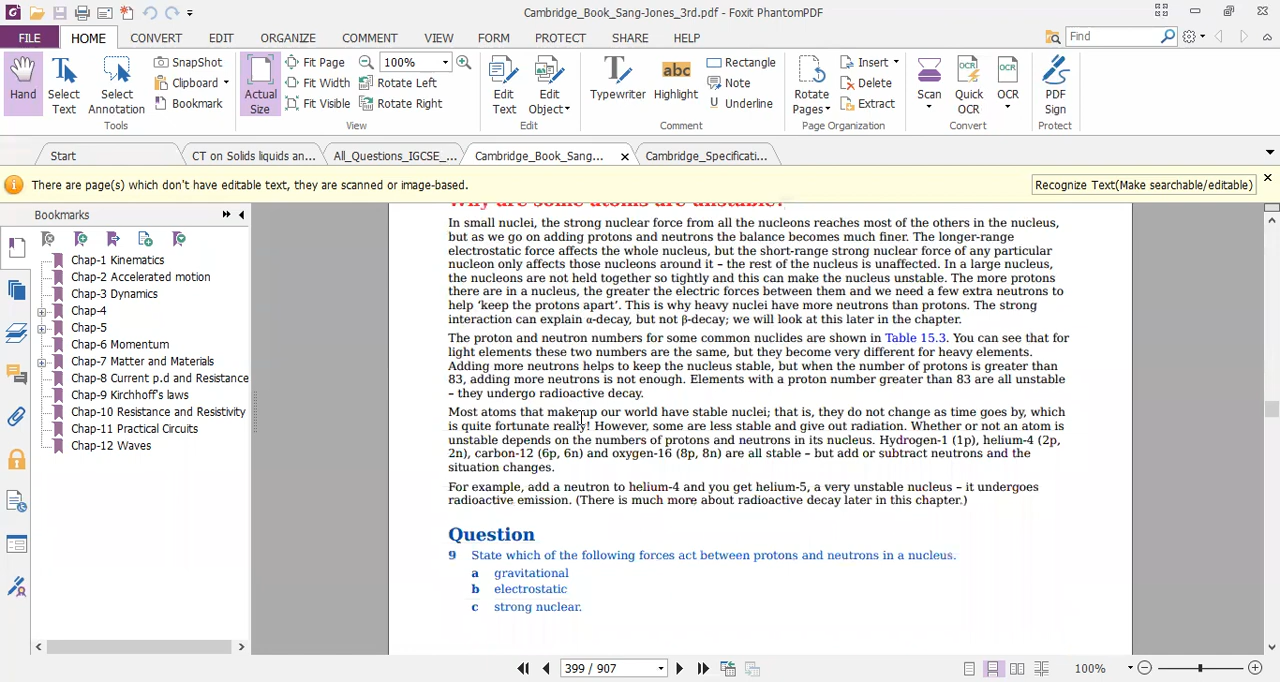 Cambridge_Book_Sang-Jones_3rd.pdf - Foxit PhantomPDF
FILE HOME CONVERT EDIT ORGANIZE COMMENT VIEW FORM PROTECT SHARE HELP Find
Hand
Select Text
Select Annotation
SnapShot
Clipboard
Bookmark
Tools
Actual Size
Fit Page
Fit Width
Fit Visible
100%
Rotate Left
Rotate Right
View
Edit Text
Edit Object
Edit
Typewriter
abc
Highlight
Rectangle
Note
Underline
Comment
Rotate Pages
Insert
Delete
Extract
Page Organization
Scan
OCR
Quick OCR
OCR
OCR
Convert
PDF Sign
Protect
Start CT on Solids liquids an... All_Questions_IGCSE_... Cambridge_Book_Sang... Cambridge_Specificati...
There are page(s) which don't have editable text, they are scanned or image-based. Recognize Text(Make searchable/editable)
Bookmarks
Chap-1 Kinematics
Chap-2 Accelerated motion
Chap-3 Dynamics
Chap-4
Chap-5
Chap-6 Momentum
Chap-7 Matter and Materials
Chap-8 Current p.d and Resistance
Chap-9 Kirchhoff's laws
Chap-10 Resistance and Resistivity
Chap-11 Practical Circuits
Chap-12 Waves
Why are some atoms are unstable?
In small nuclei, the strong nuclear force from all the nucleons reaches most of the others in the nucleus,
but as we go on adding protons and neutrons the balance becomes much finer. The longer-range
electrostatic force affects the whole nucleus, but the short-range strong nuclear force of any particular
nucleon only affects those nucleons around it – the rest of the nucleus is unaffected. In a large nucleus,
the nucleons are not held together so tightly and this can make the nucleus unstable. The more protons
there are in a nucleus, the greater the electric forces between them and we need a few extra neutrons to
help ‘keep the protons apart’. This is why heavy nuclei have more neutrons than protons. The strong
interaction can explain α-decay, but not β-decay; we will look at this later in the chapter.
The proton and neutron numbers for some common nuclides are shown in Table 15.3. You can see that for
light elements these two numbers are the same, but they become very different for heavy elements.
Adding more neutrons helps to keep the nucleus stable, but when the number of protons is greater than
83, adding more neutrons is not enough. Elements with a proton number greater than 83 are all unstable
– they undergo radioactive decay.
Most atoms that makeup our world have stable nuclei; that is, they do not change as time goes by, which
is quite fortunate really! However, some are less stable and give out radiation. Whether or not an atom is
unstable depends on the numbers of protons and neutrons in its nucleus. Hydrogen-1 (1p), helium-4 (2p,
2n), carbon-12 (6p, 6n) and oxygen-16 (8p, 8n) are all stable – but add or subtract neutrons and the
situation changes.
For example, add a neutron to helium-4 and you get helium-5, a very unstable nucleus – it undergoes
radioactive emission. (There is much more about radioactive decay later in this chapter.)
Question
9 State which of the following forces act between protons and neutrons in a nucleus.
a gravitational
b electrostatic
c strong nuclear.
399 / 907
100%